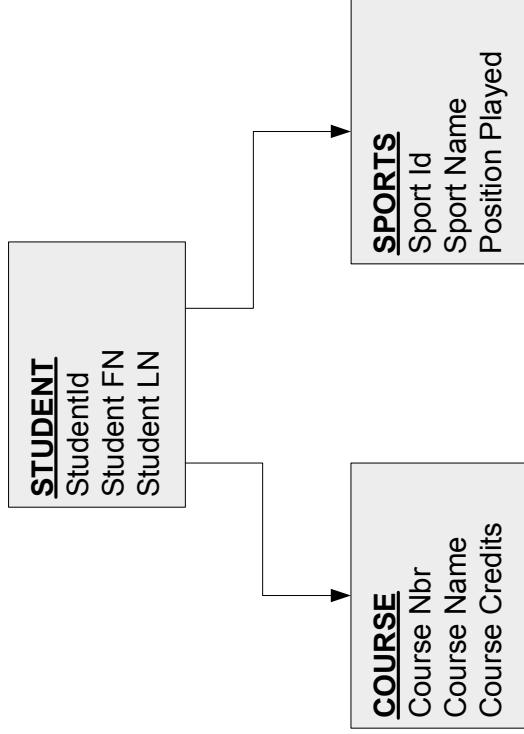 STUDENT
StudentId
Student FN
Student LN
COURSE
Course Nbr
Course Name
Course Credits
SPORTS
Sport Id
Sport Name
Position Played